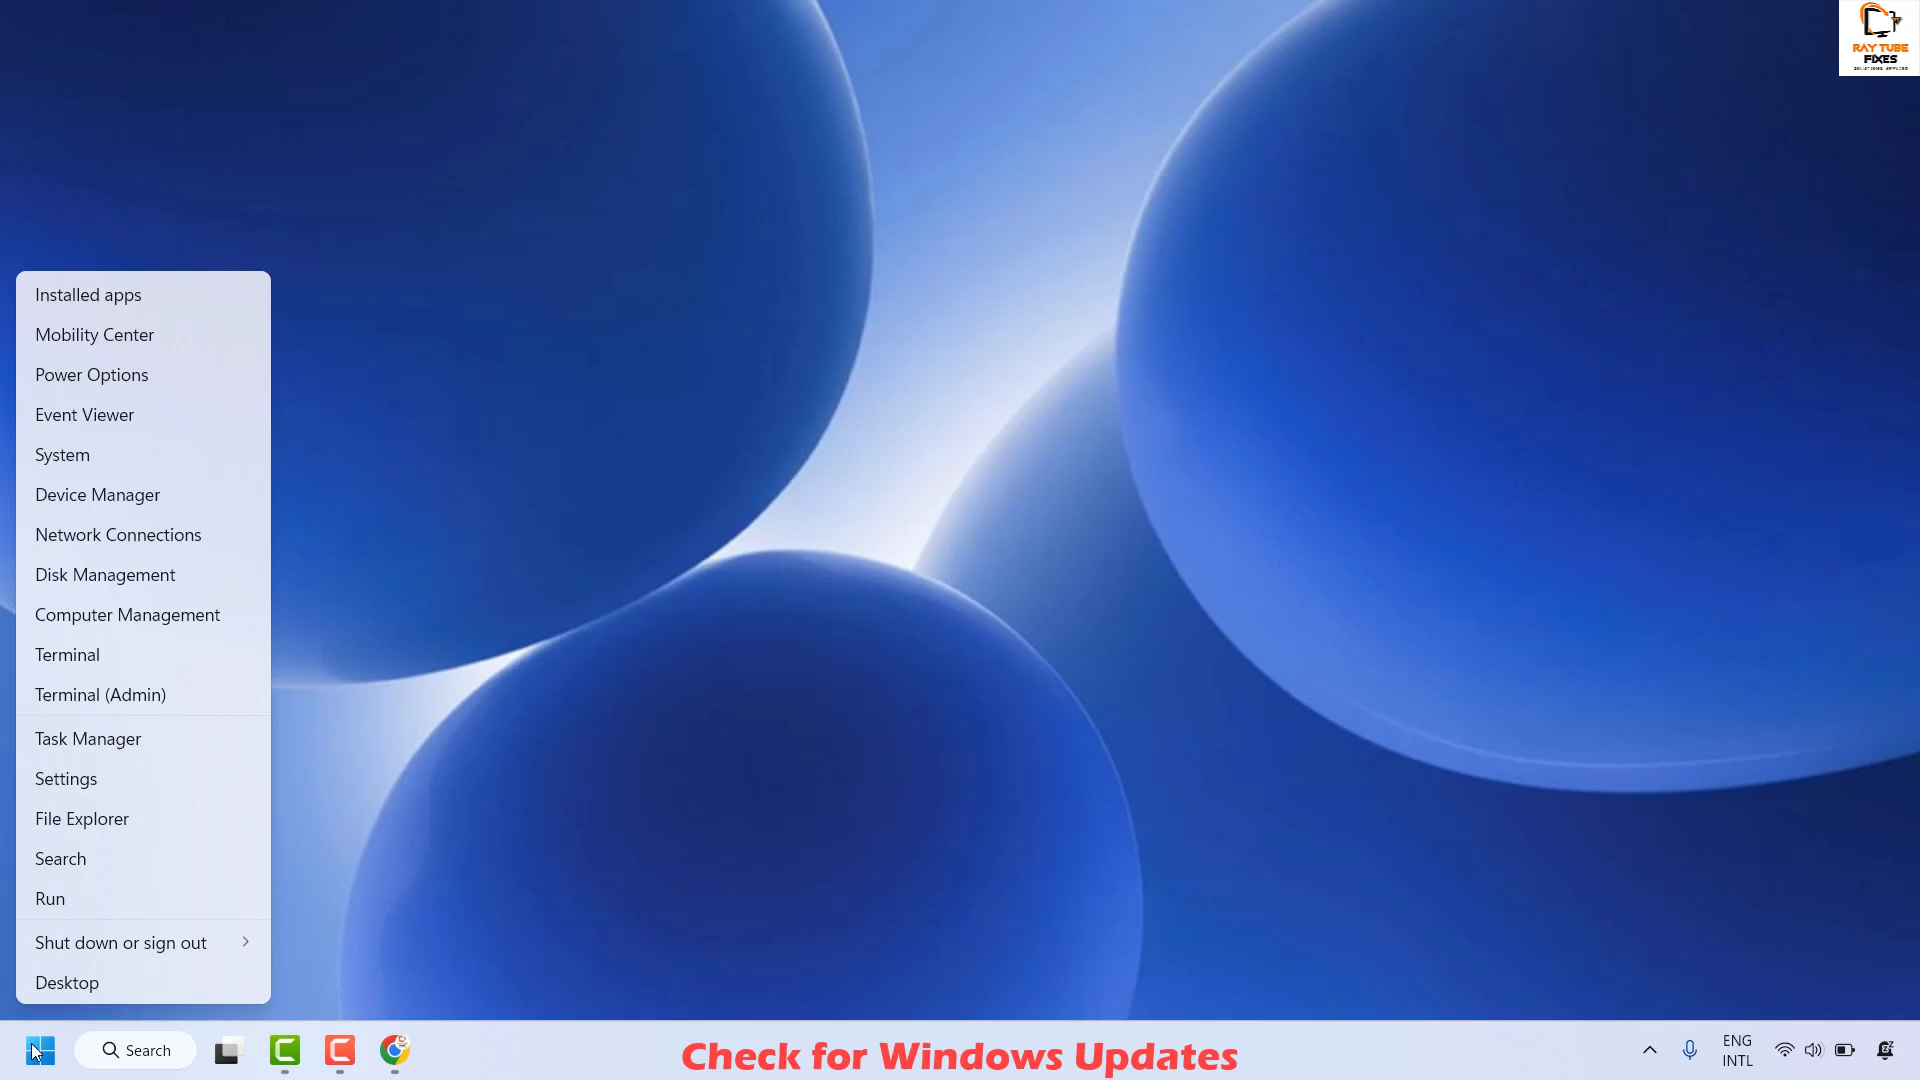 RAY TUBE
FIXES
Installed apps
Mobility Center
Power Options
Event Viewer
System
Device Manager
Network Connections
Disk Management
Computer Management
Terminal
Terminal (Admin)
Task Manager
Settings
File Explorer
Search
Run
Shut down or sign out
Desktop
Search
Check for Windows Updates
ENG
INTL